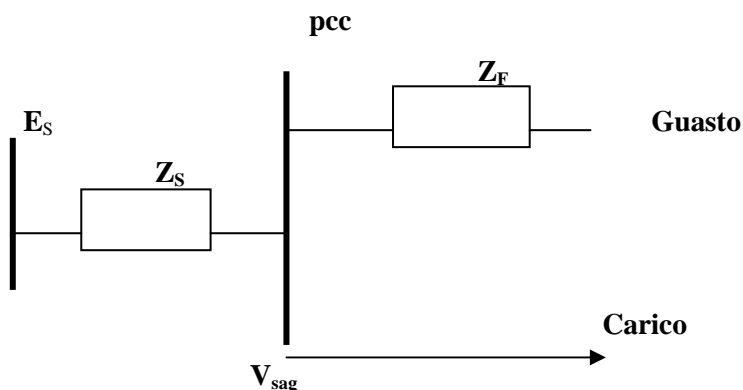 pcc
Z_F
E_S
Guasto
Z_S
Carico
V_sag